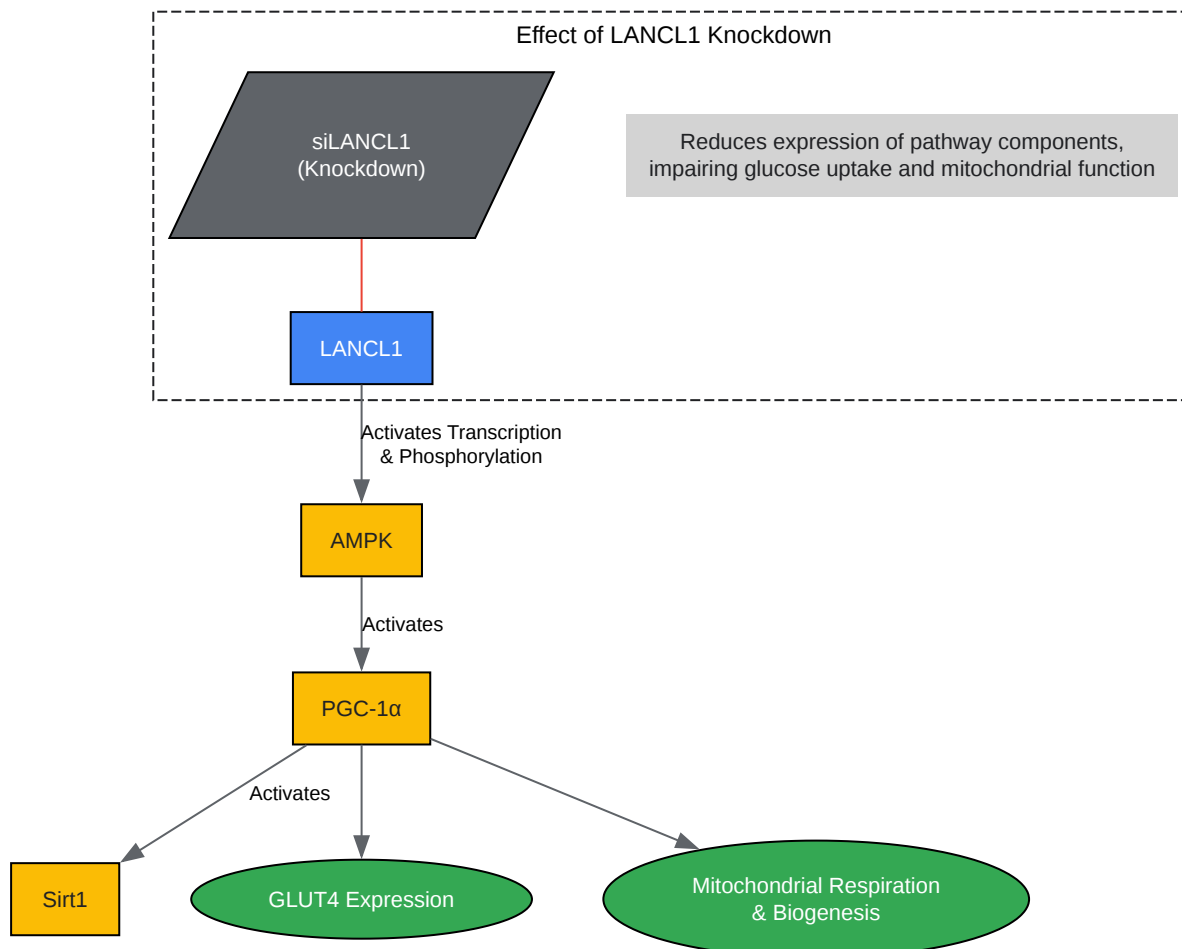 Effect of LANCL1 Knockdown
siLANCL1
(Knockdown)
Reduces expression of pathway components,
impairing glucose uptake and mitochondrial function
LANCL1
Activates Transcription
& Phosphorylation
AMPK
Activates
PGC-1α
Activates
Sirt1
GLUT4 Expression
Mitochondrial Respiration
& Biogenesis